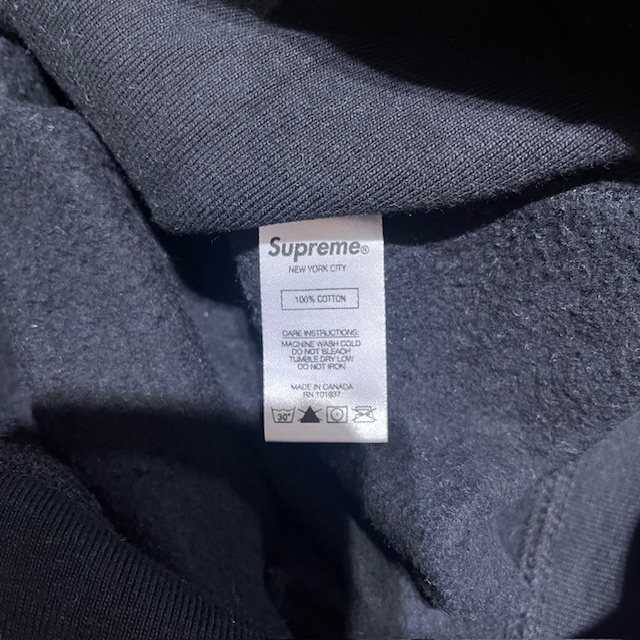 Supreme®
NEW YORK CITY
100% COTTON
CARE INSTRUCTIONS:
MACHINE WASH COLD
DO NOT BLEACH
TUMBLE DRY LOW
DO NOT IRON
MADE IN CANADA
RN 101837
30°